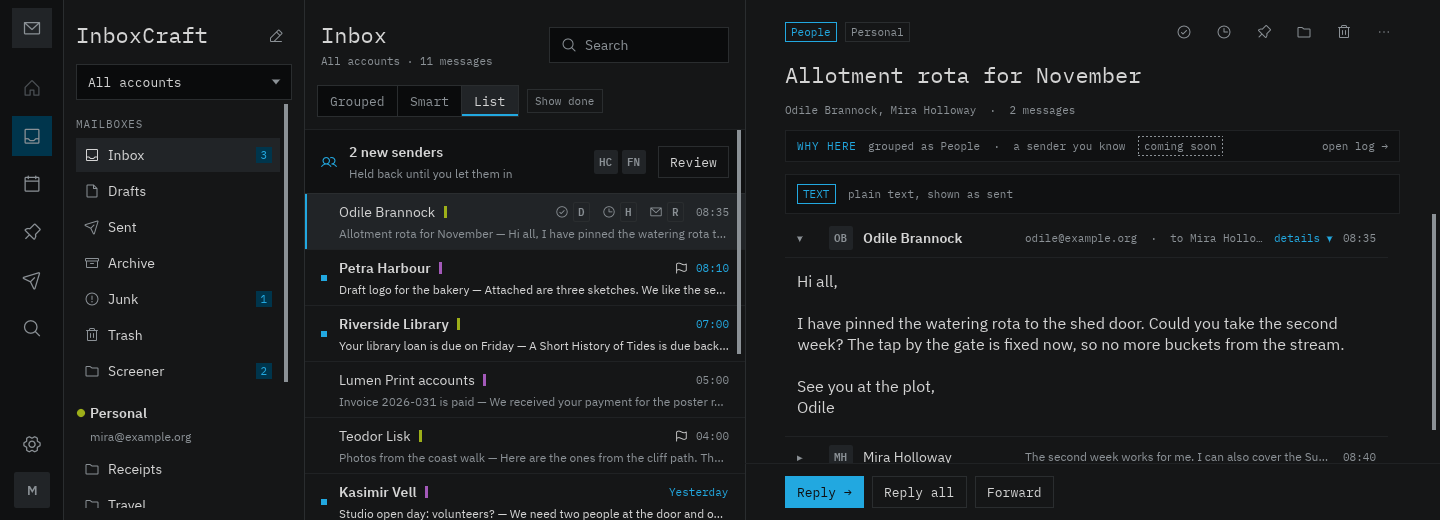 InboxCraft
All accounts
MAILBOXES
Inbox 3
Drafts
Sent
Archive
Junk 1
Trash
Screener 2
Personal
mira@example.org
Receipts
Travel
M
Inbox
All accounts · 11 messages
Search
Grouped Smart List Show done
2 new senders
Held back until you let them in
HC FN Review
Odile Brannock D H R 08:35
Allotment rota for November — Hi all, I have pinned the watering rota t…
Petra Harbour 08:10
Draft logo for the bakery — Attached are three sketches. We like the se…
Riverside Library 07:00
Your library loan is due on Friday — A Short History of Tides is due back…
Lumen Print accounts 05:00
Invoice 2026-031 is paid — We received your payment for the poster r…
Teodor Lisk 04:00
Photos from the coast walk — Here are the ones from the cliff path. Th…
Kasimir Vell Yesterday
Studio open day: volunteers? — We need two people at the door and o…
People Personal
Allotment rota for November
Odile Brannock, Mira Holloway · 2 messages
WHY HERE grouped as People · a sender you know coming soon open log →
TEXT plain text, shown as sent
▾ OB Odile Brannock odile@example.org · to Mira Hollo… details ▾ 08:35
Hi all,
I have pinned the watering rota to the shed door. Could you take the second
week? The tap by the gate is fixed now, so no more buckets from the stream.
See you at the plot,
Odile
▸ MH Mira Holloway The second week works for me. I can also cover the Su… 08:40
Reply → Reply all Forward